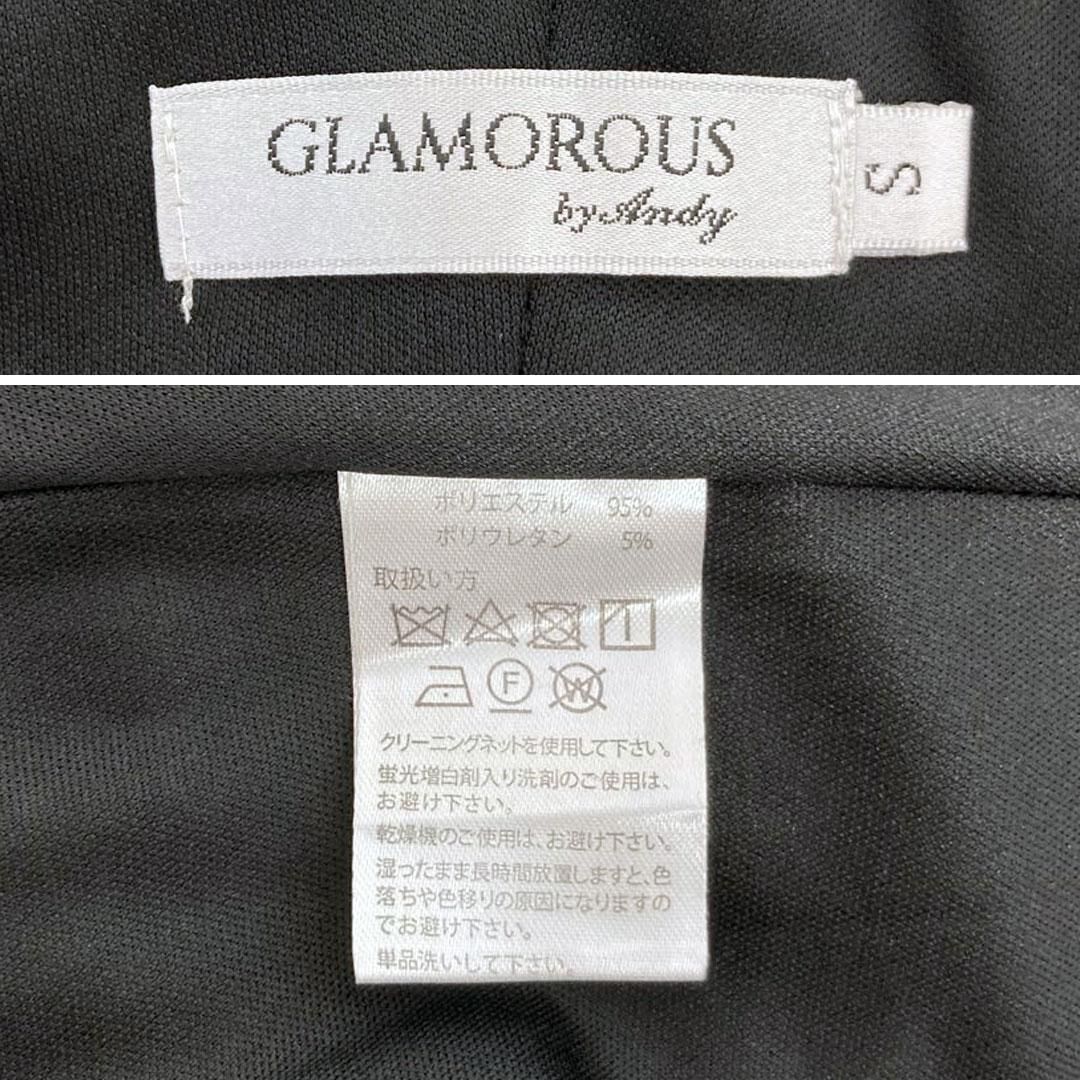 GLAMOROUS
by Andy
S
ポリエステル 95%
ポリウレタン 5%
取扱い方
F
W
クリーニングネットを使用して下さい。
蛍光増白剤入り洗剤のご使用は、
お避け下さい。
乾燥機のご使用は、お避け下さい。
湿ったまま長時間放置しますと、色
落ちや色移りの原因になりますの
でお避け下さい。
単品洗いして下さい。